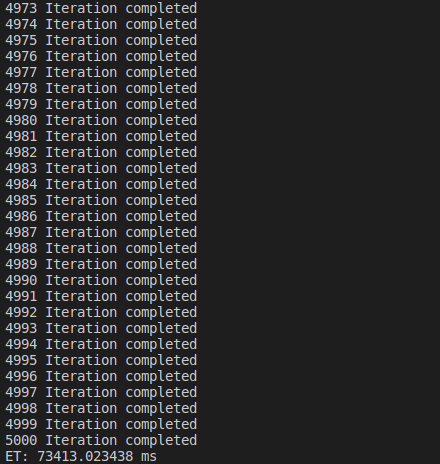 4973 Iteration completed
4974 Iteration completed
4975 Iteration completed
4976 Iteration completed
4977 Iteration completed
4978 Iteration completed
4979 Iteration completed
4980 Iteration completed
4981 Iteration completed
4982 Iteration completed
4983 Iteration completed
4984 Iteration completed
4985 Iteration completed
4986 Iteration completed
4987 Iteration completed
4988 Iteration completed
4989 Iteration completed
4990 Iteration completed
4991 Iteration completed
4992 Iteration completed
4993 Iteration completed
4994 Iteration completed
4995 Iteration completed
4996 Iteration completed
4997 Iteration completed
4998 Iteration completed
4999 Iteration completed
5000 Iteration completed
ET: 73413.023438 ms